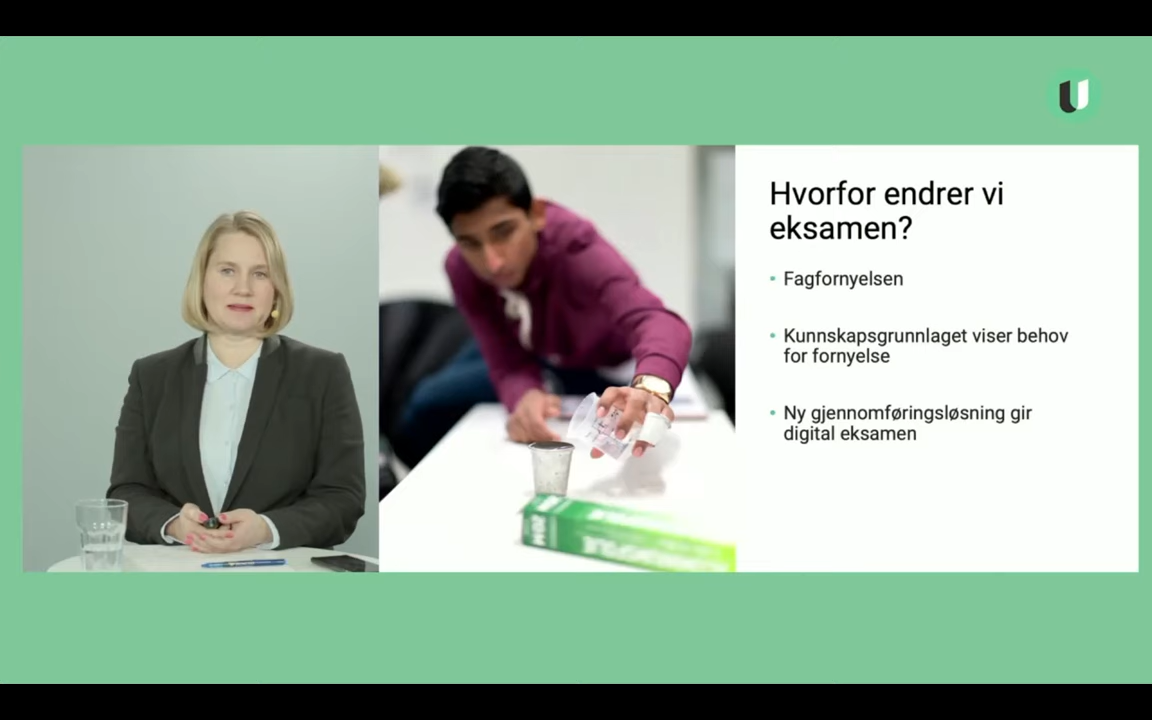 Hvorfor endrer vi
eksamen?
• Fagfornyelsen
• Kunnskapsgrunnlaget viser behov
for fornyelse
• Ny gjennomføringsløsning gir
digital eksamen